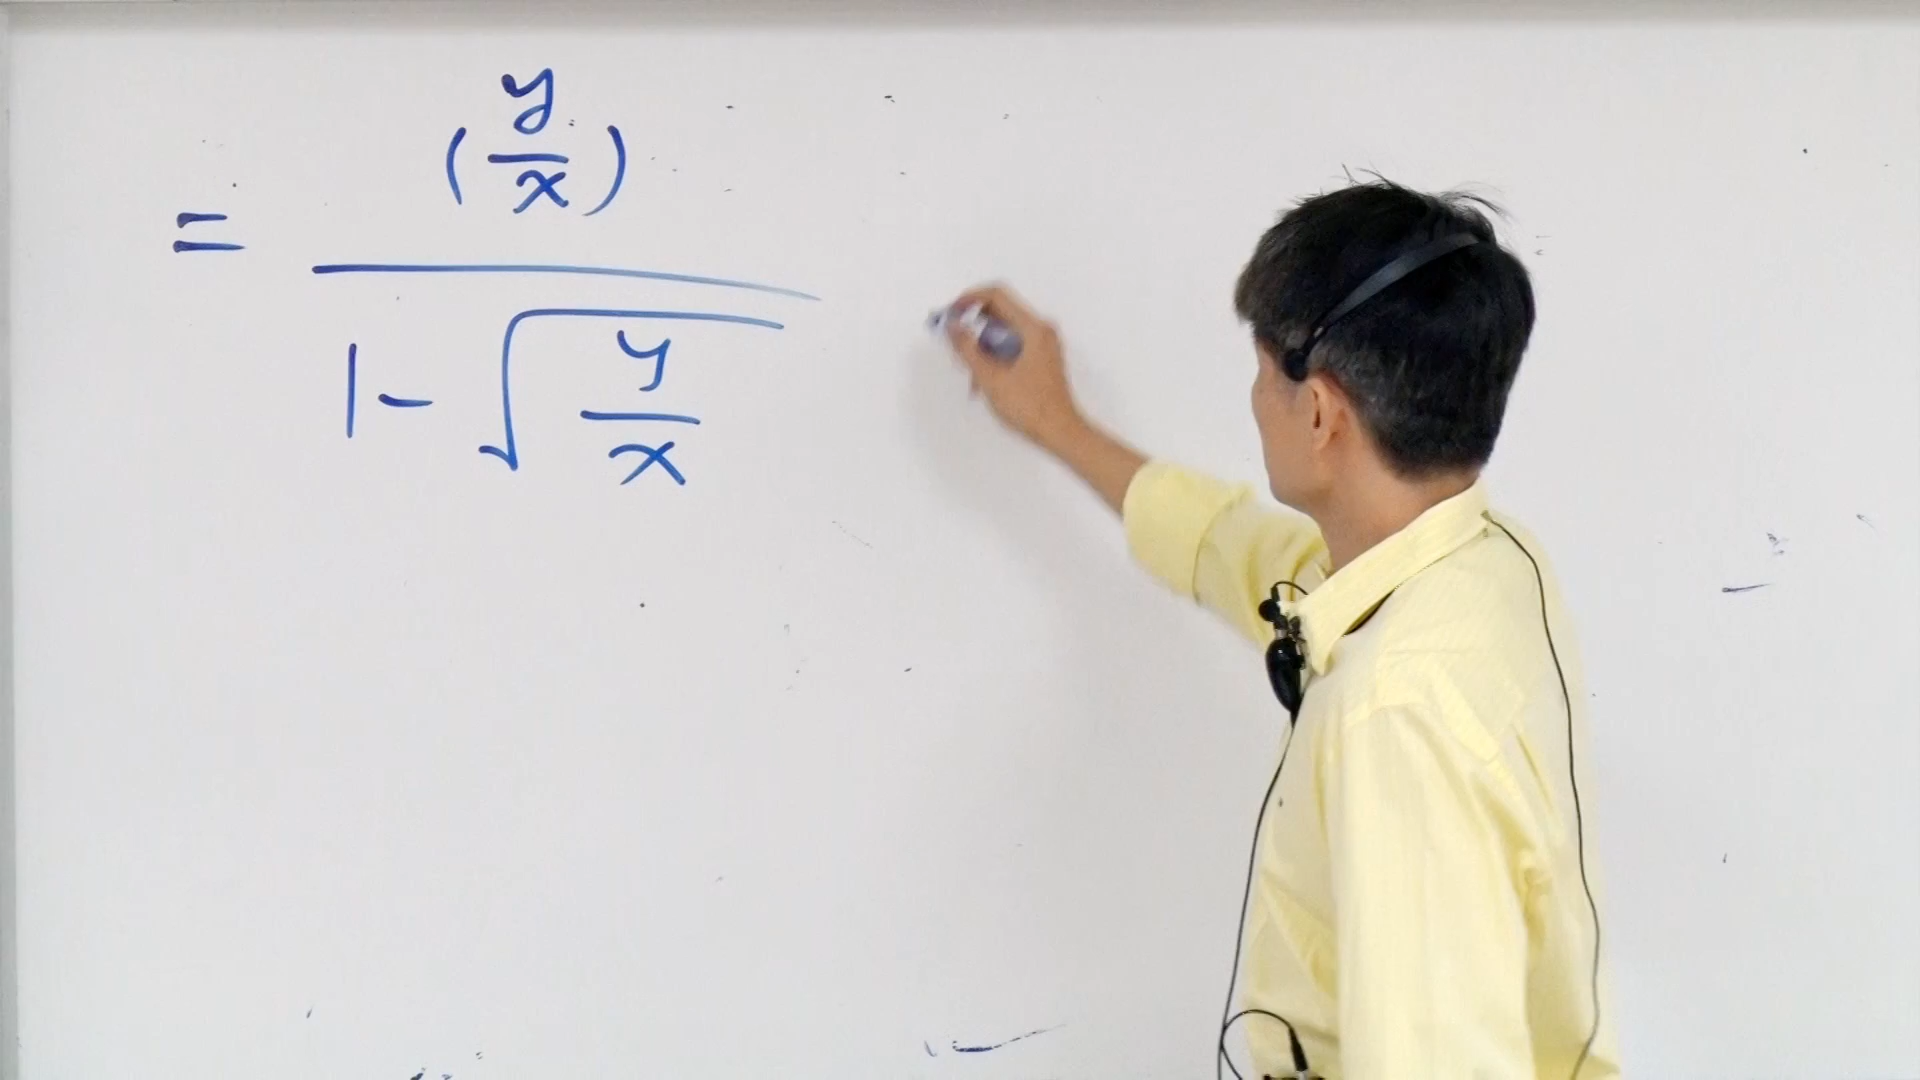 = (y/x) / (1 - √(y/x))